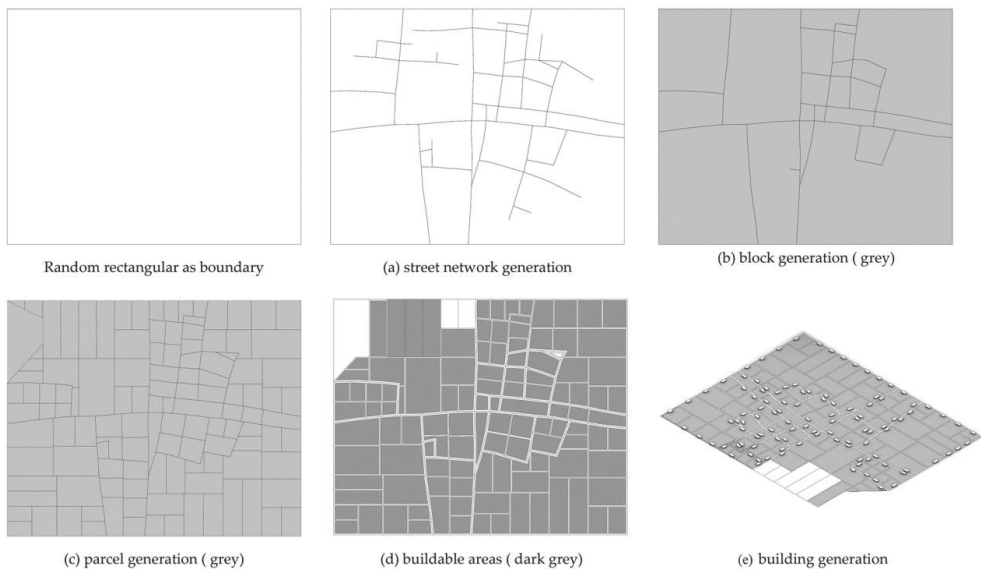 Random rectangular as boundary
(a) street network generation
(b) block generation ( grey)
(c) parcel generation ( grey)
(d) buildable areas ( dark grey)
(e) building generation